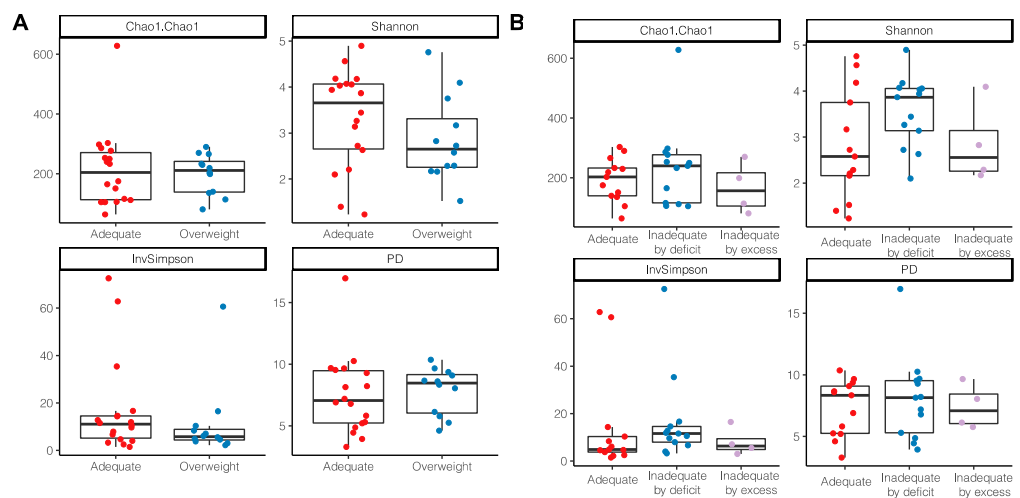 A
Chao1.Chao1
Shannon
600
400
200
5
4
3
2
Adequate
Overweight
Adequate
Overweight
InvSimpson
PD
60
40
20
0
15
10
5
Adequate
Overweight
Adequate
Overweight
B
Chao1.Chao1
Shannon
600
400
200
5
4
3
2
Adequate
Inadequate
by deficit
Inadequate
by excess
Adequate
Inadequate
by deficit
Inadequate
by excess
InvSimpson
PD
60
40
20
0
15
10
5
Adequate
Inadequate
by deficit
Inadequate
by excess
Adequate
Inadequate
by deficit
Inadequate
by excess